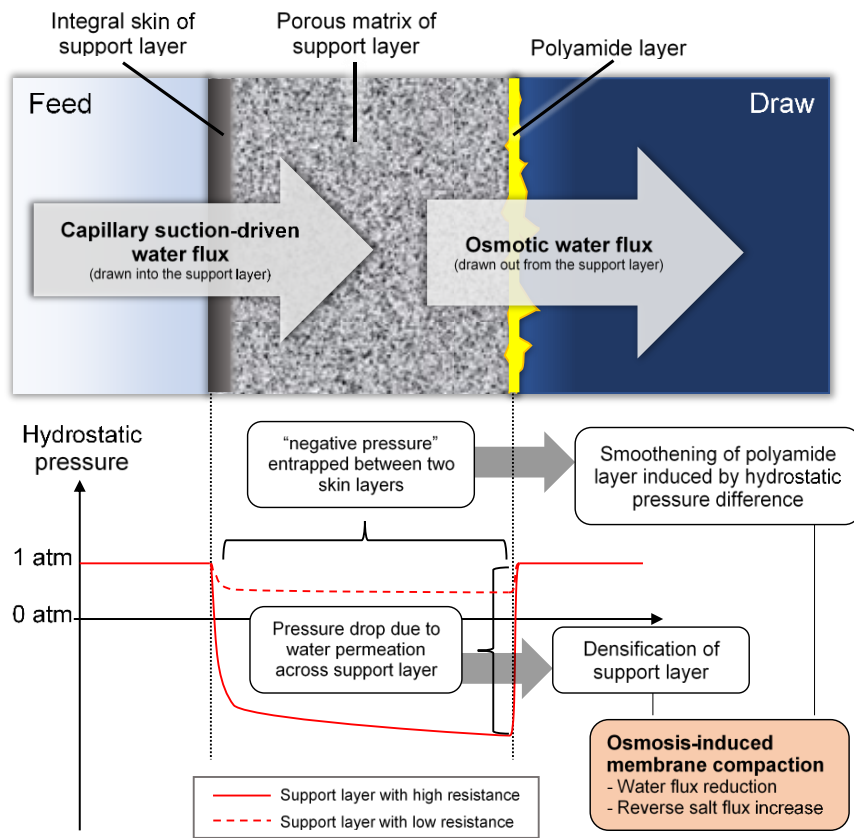 Integral skin of
support layer
Porous matrix of
support layer
Polyamide layer
Feed
Draw
Capillary suction-driven
water flux
(drawn into the support layer)
Osmotic water flux
(drawn out from the support layer)
Hydrostatic
pressure
“negative pressure”
entrapped between two
skin layers
Smoothening of polyamide
layer induced by hydrostatic
pressure difference
1 atm
0 atm
Pressure drop due to
water permeation
across support layer
Densification of
support layer
Osmosis-induced
membrane compaction
- Water flux reduction
- Reverse salt flux increase
Support layer with high resistance
Support layer with low resistance